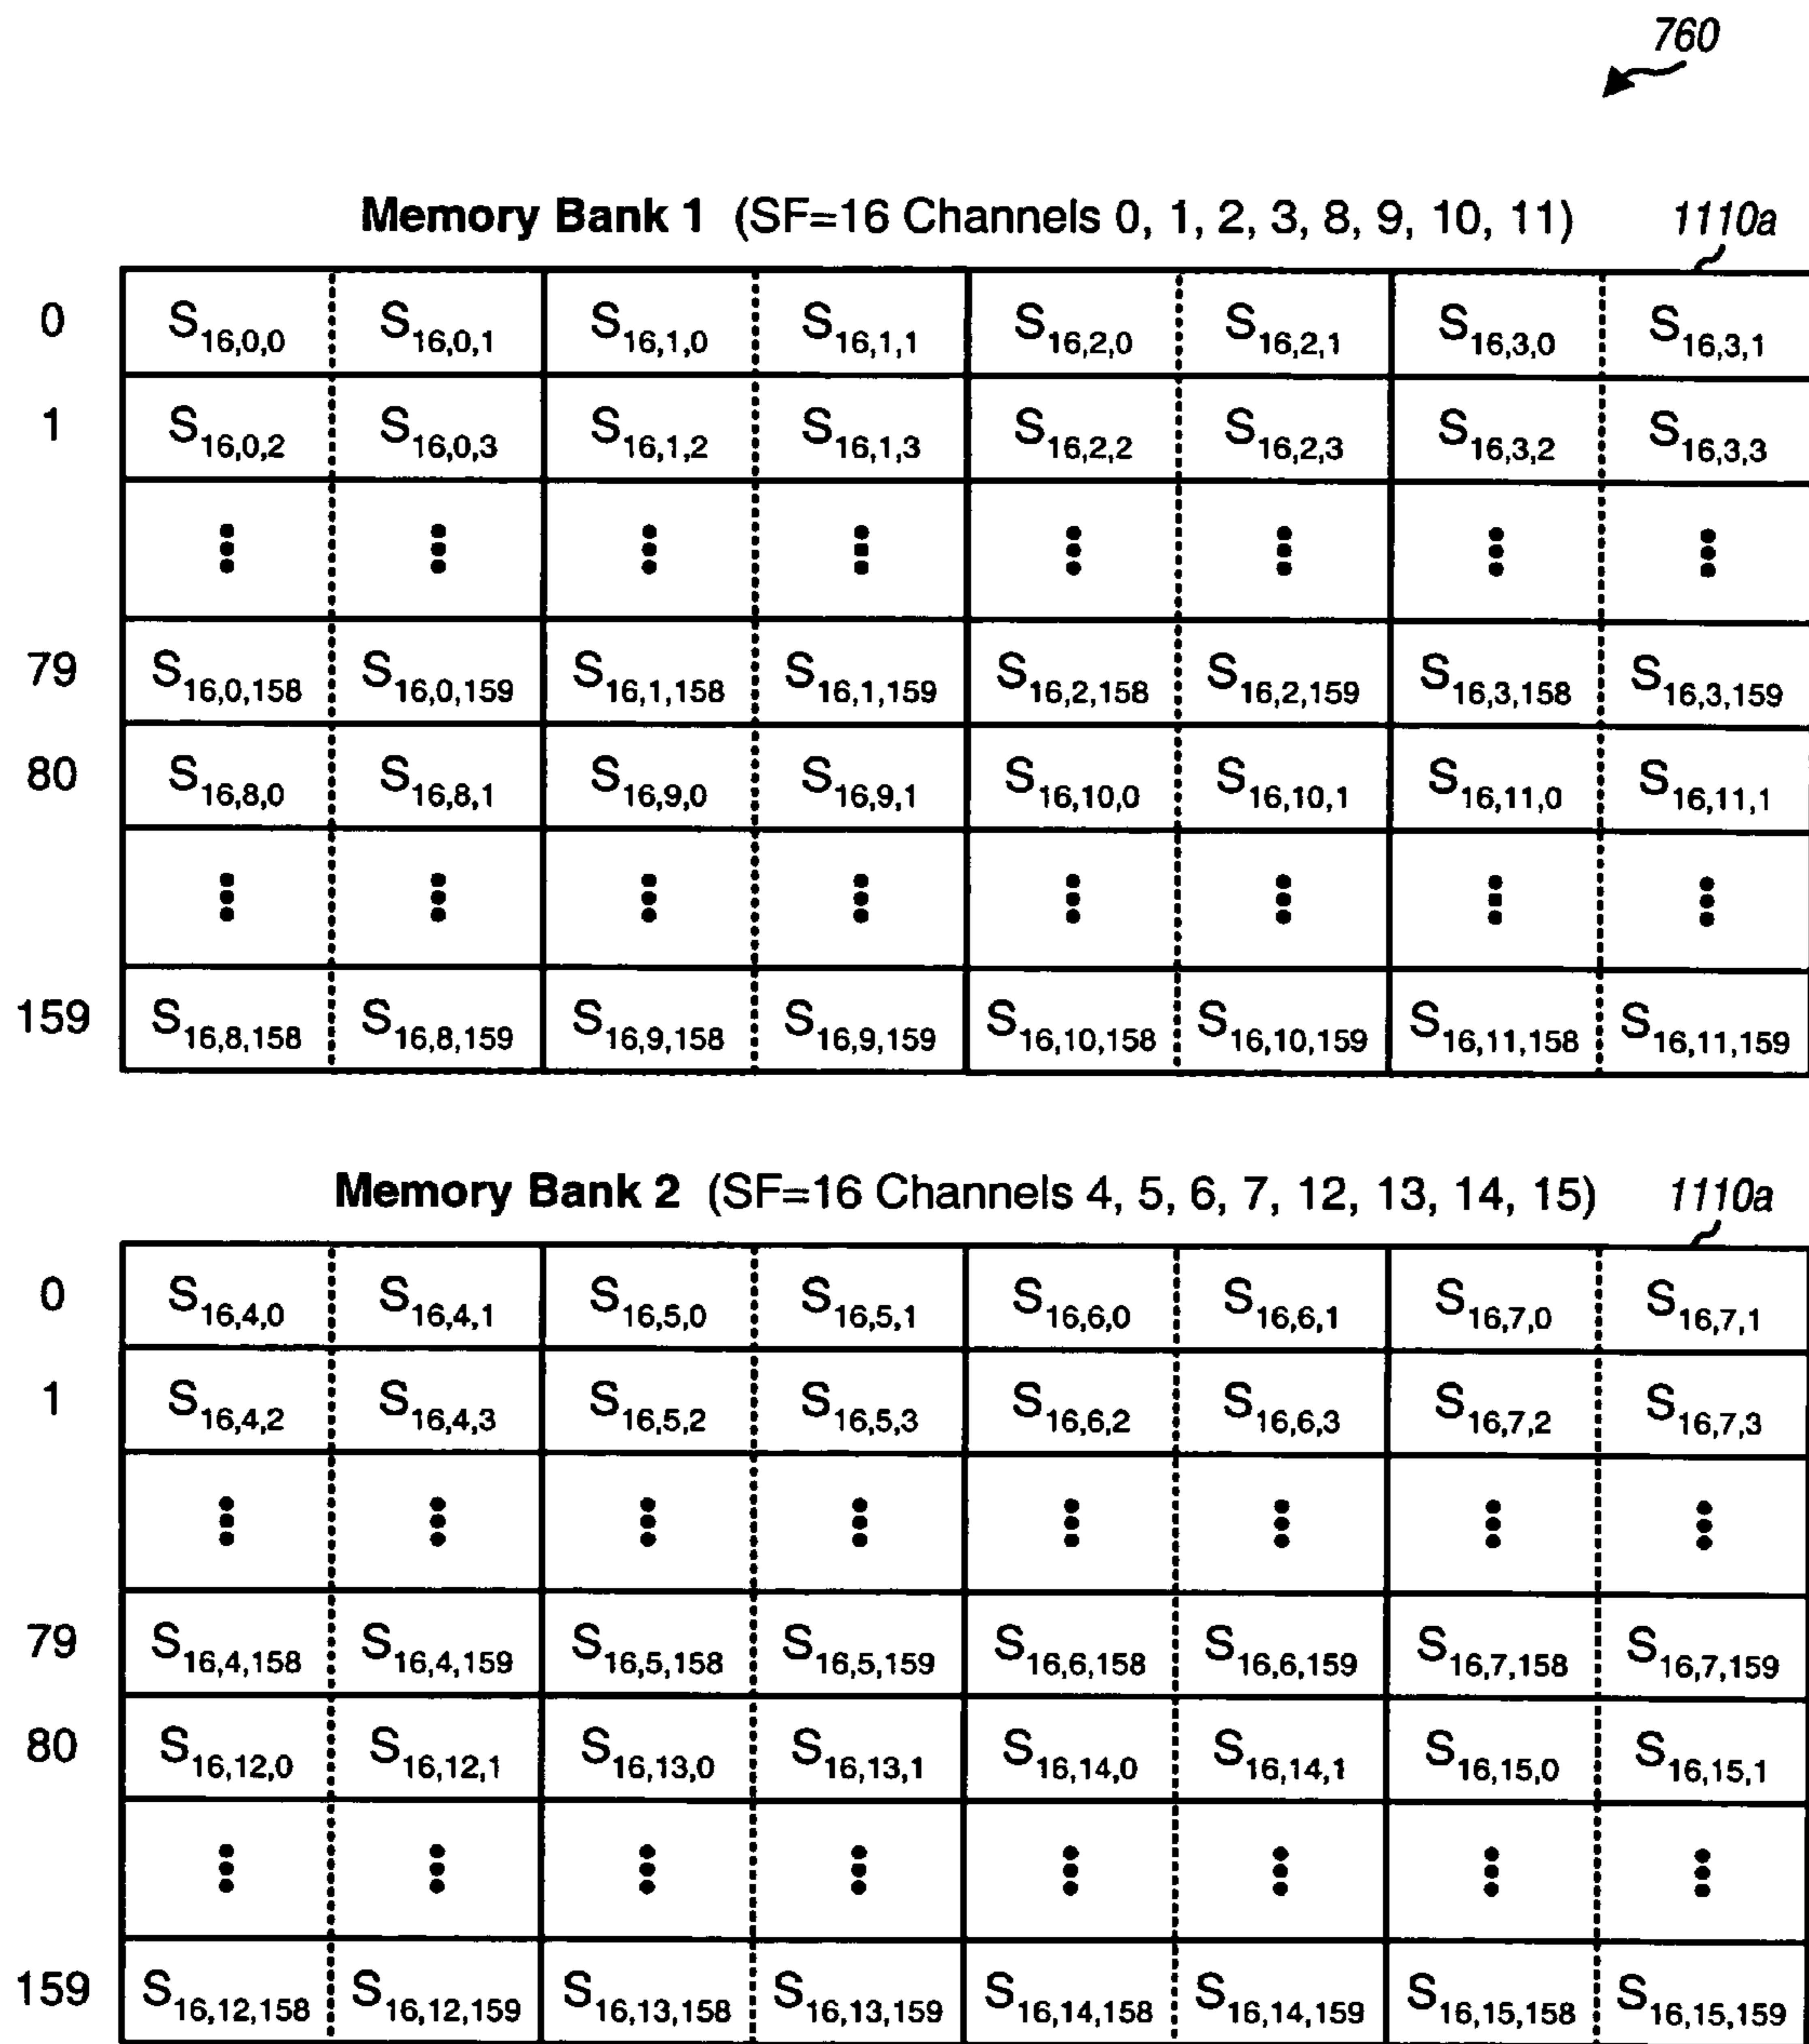 760
Memory Bank 1 (SF=16 Channels 0, 1, 2, 3, 8, 9, 10, 11) 1110a
0 S16,0,0 S16,0,1 S16,1,0 S16,1,1 S16,2,0 S16,2,1 S16,3,0 S16,3,1
1 S16,0,2 S16,0,3 S16,1,2 S16,1,3 S16,2,2 S16,2,3 S16,3,2 S16,3,3
79 S16,0,158 S16,0,159 S16,1,158 S16,1,159 S16,2,158 S16,2,159 S16,3,158 S16,3,159
80 S16,8,0 S16,8,1 S16,9,0 S16,9,1 S16,10,0 S16,10,1 S16,11,0 S16,11,1
159 S16,8,158 S16,8,159 S16,9,158 S16,9,159 S16,10,158 S16,10,159 S16,11,158 S16,11,159
Memory Bank 2 (SF=16 Channels 4, 5, 6, 7, 12, 13, 14, 15) 1110a
0 S16,4,0 S16,4,1 S16,5,0 S16,5,1 S16,6,0 S16,6,1 S16,7,0 S16,7,1
1 S16,4,2 S16,4,3 S16,5,2 S16,5,3 S16,6,2 S16,6,3 S16,7,2 S16,7,3
79 S16,4,158 S16,4,159 S16,5,158 S16,5,159 S16,6,158 S16,6,159 S16,7,158 S16,7,159
80 S16,12,0 S16,12,1 S16,13,0 S16,13,1 S16,14,0 S16,14,1 S16,15,0 S16,15,1
159 S16,12,158 S16,12,159 S16,13,158 S16,13,159 S16,14,158 S16,14,159 S16,15,158 S16,15,159